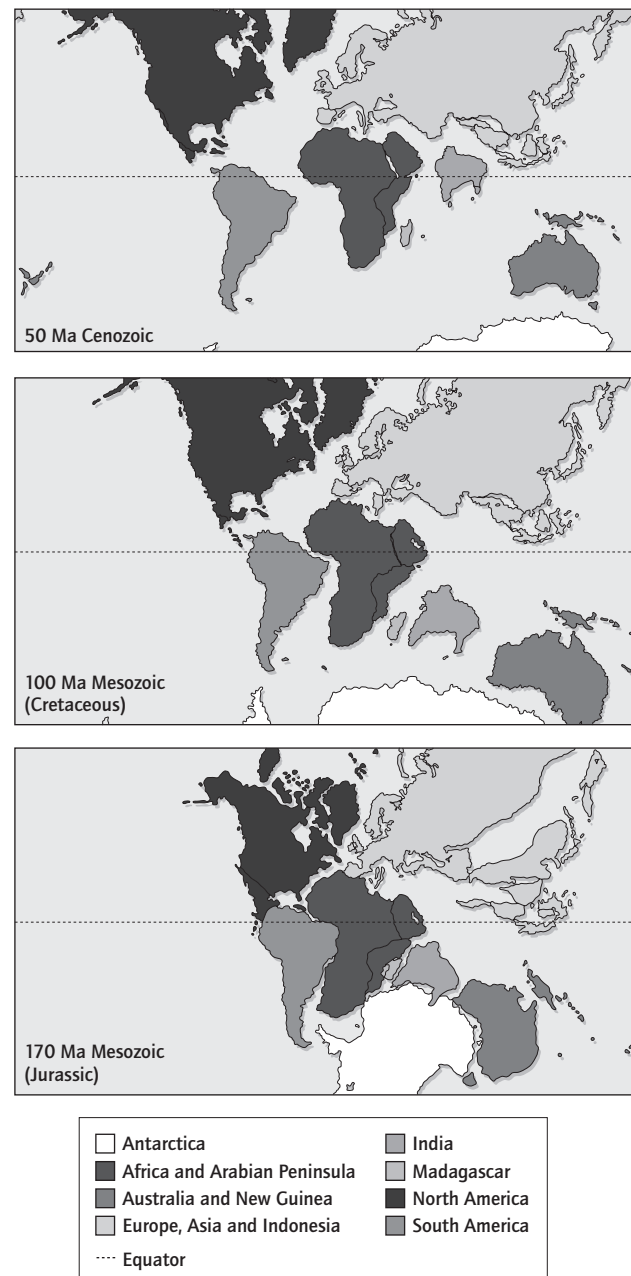 50 Ma Cenozoic
100 Ma Mesozoic
(Cretaceous)
170 Ma Mesozoic
(Jurassic)
Antarctica
Africa and Arabian Peninsula
Australia and New Guinea
Europe, Asia and Indonesia
Equator
India
Madagascar
North America
South America